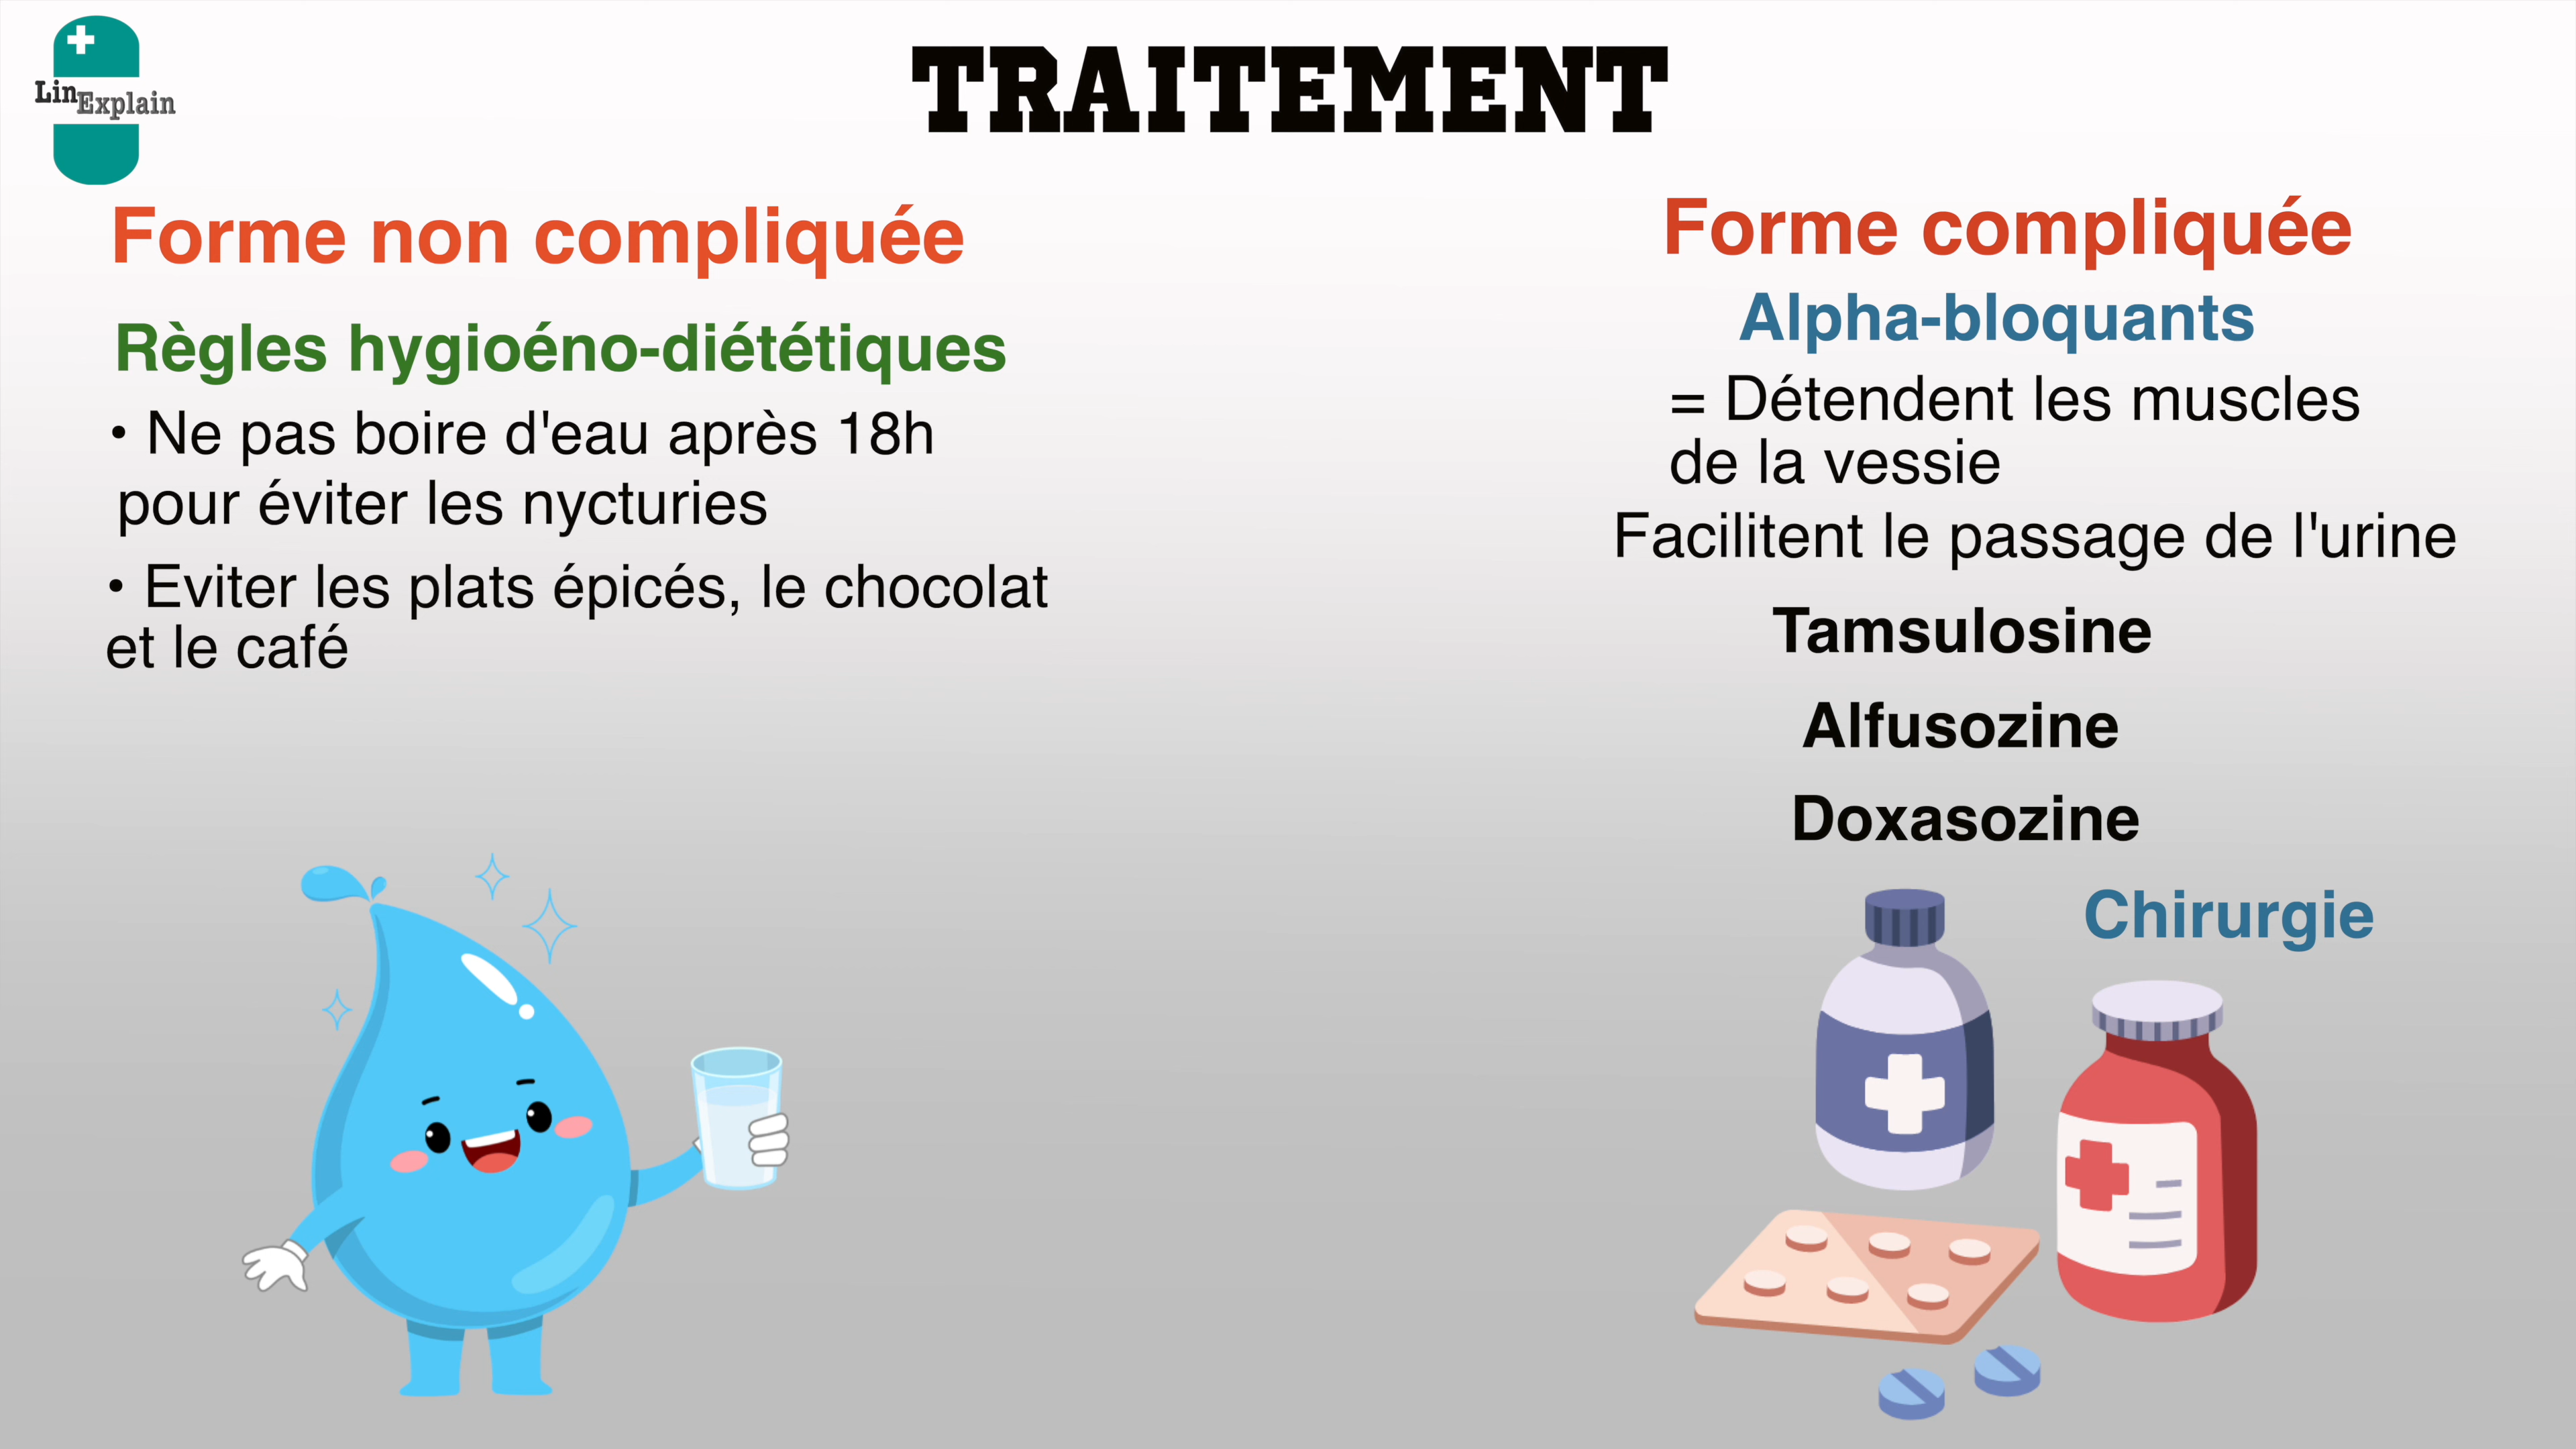 LinExplain
TRAITEMENT
Forme non compliquée
Règles hygioéno-diététiques
• Ne pas boire d'eau après 18h
pour éviter les nycturies
• Eviter les plats épicés, le chocolat
et le café
Forme compliquée
Alpha-bloquants
= Détendent les muscles
de la vessie
Facilitent le passage de l'urine
Tamsulosine
Alfusozine
Doxasozine
Chirurgie